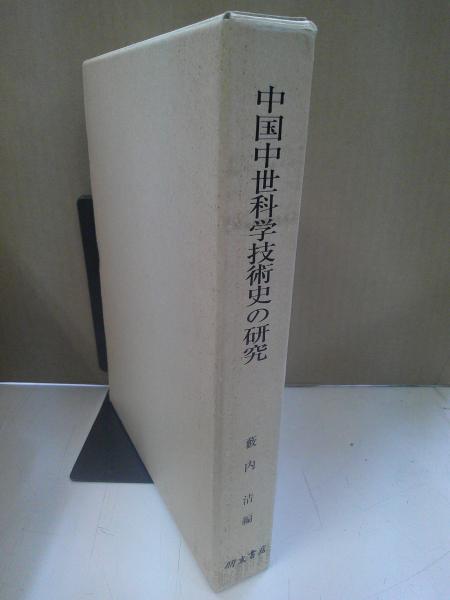 中国中世科学技術史の研究
藪内清編
朋友書店